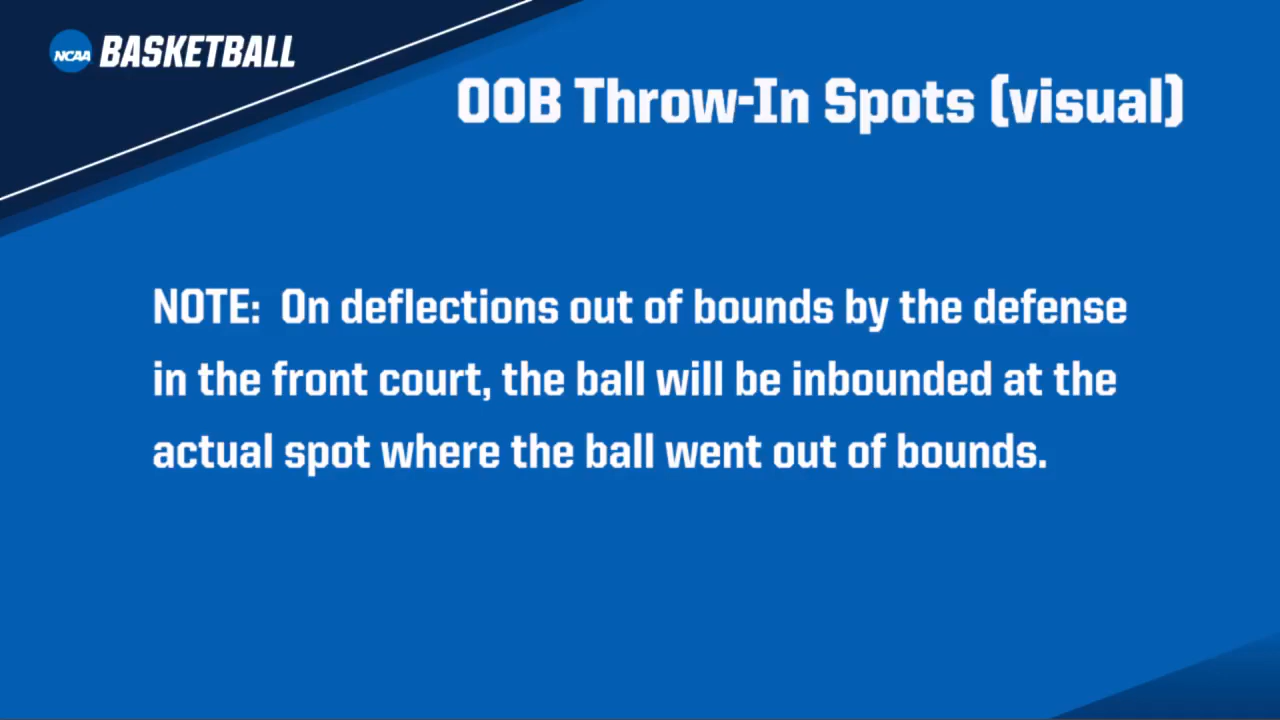 NCAA BASKETBALL
OOB Throw-In Spots (visual)
NOTE:  On deflections out of bounds by the defense
in the front court, the ball will be inbounded at the
actual spot where the ball went out of bounds.